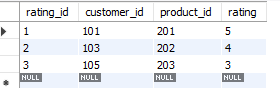 rating_id customer_id product_id rating
1 101 201 5
2 103 202 4
3 105 203 3
NULL NULL NULL NULL